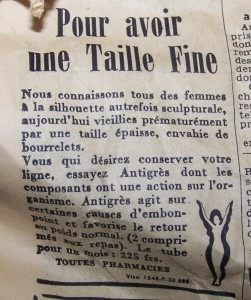 Pour avoir
une Taille Fine
Nous connaissons tous des femmes
à la silhouette autrefois sculpturale,
aujourd'hui vieillies prématurément
par une taille épaisse, envahie de
bourrelets.
Vous qui désirez conserver votre
ligne, essayez Antigrès dont les
composants ont une action sur l'or-
ganisme. Antigrès agit sur
certaines causes d'embon-
point et favorise le retour
au poids normal. (2 compri-
més aux repas). Le tube
pour un mois : 225 frs.
TOUTES PHARMACIES